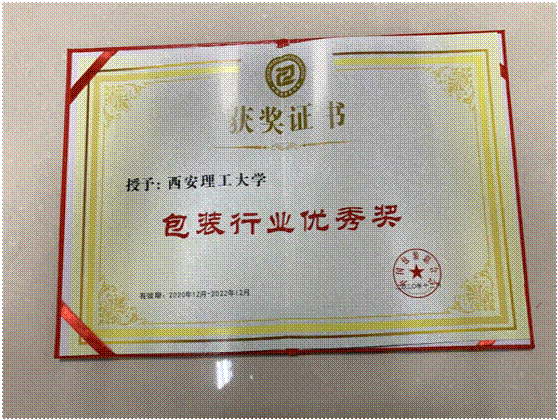 获奖证书
授予: 西安理工大学
包装行业优秀奖
有效期: 2020年12月-2022年12月